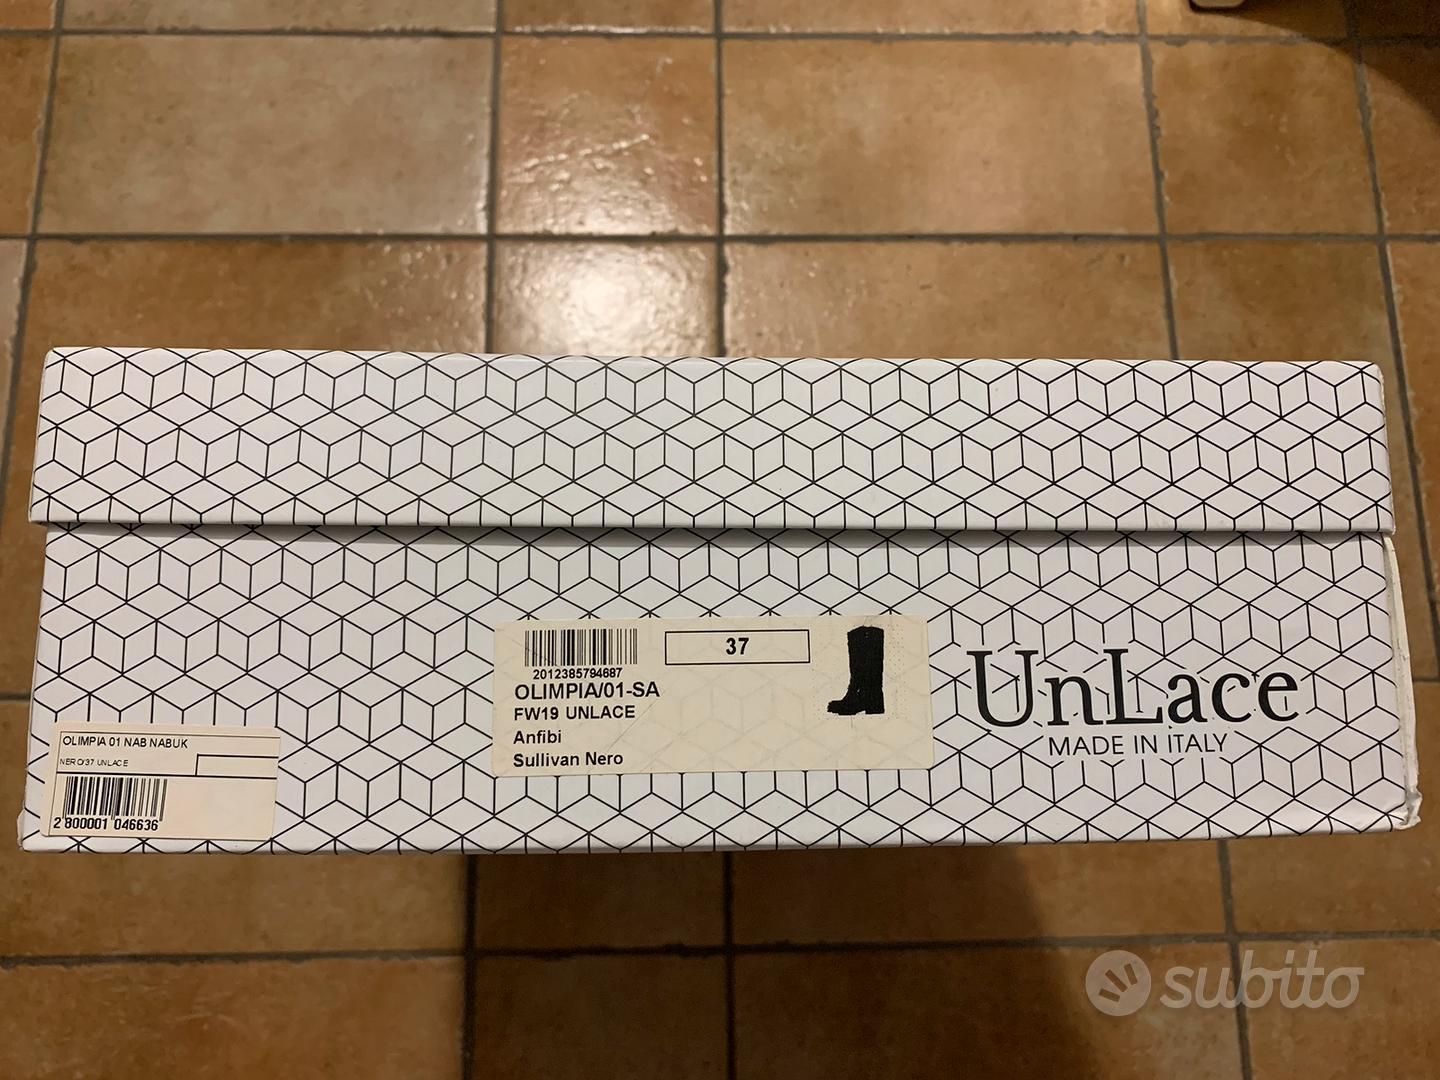 37
2012385794687
OLIMPIA/01-SA
FW19 UNLACE
Anfibi
Sullivan Nero
UnLace
MADE IN ITALY
OLIMPIA 01 NAB NABUK
NERO/37 UNLACE
2 800001 046636
subito